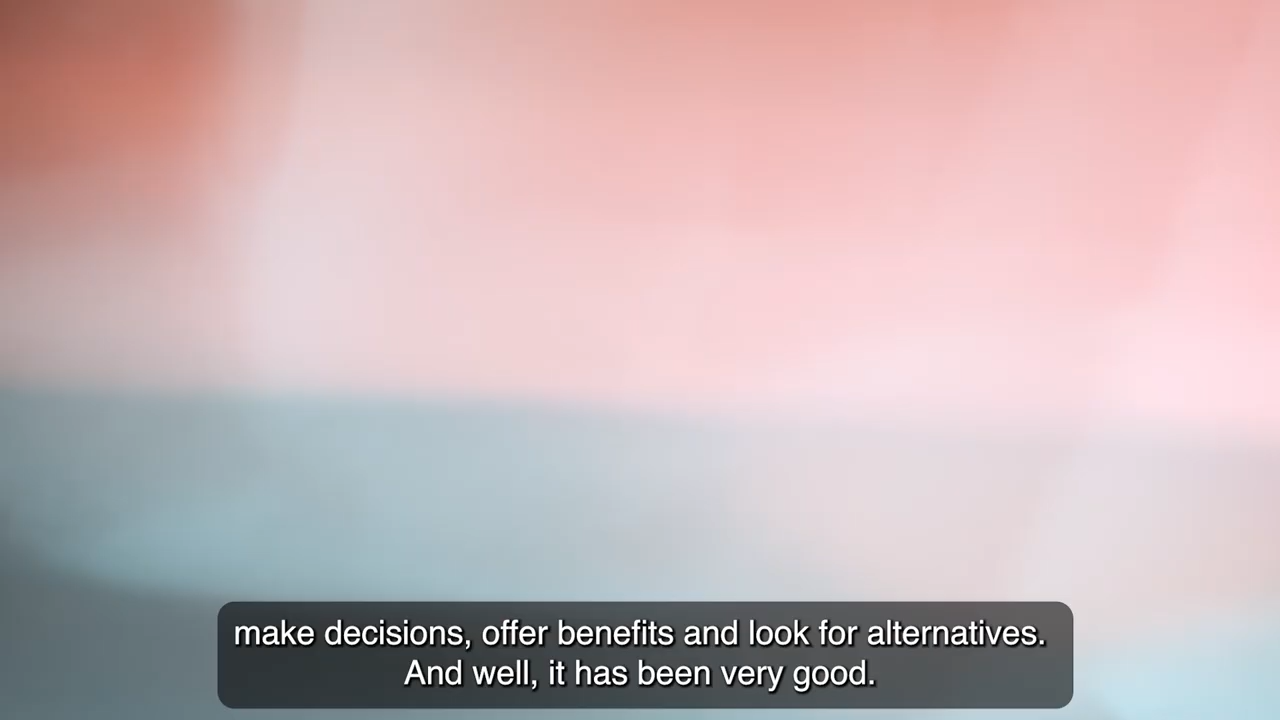 make decisions, offer benefits and look for alternatives.
And well, it has been very good.